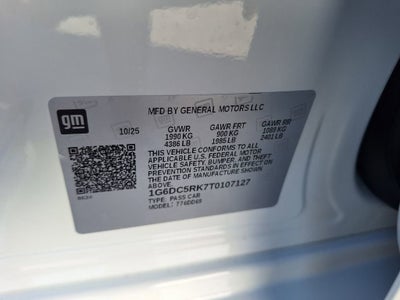 gm
MFD BY GENERAL MOTORS LLC
10/25 GVWR GAWR FRT GAWR RR
1990 KG 900 KG 1089 KG
4386 LB 1985 LB 2401 LB
THIS VEHICLE CONFORMS TO ALL
APPLICABLE U.S. FEDERAL MOTOR
VEHICLE SAFETY, BUMPER, AND THEFT
PREVENTION STANDARDS IN EFFECT ON
THE DATE OF MANUFACTURE SHOWN
ABOVE
1G6DC5RK7T0107127
TYPE: PASS CAR